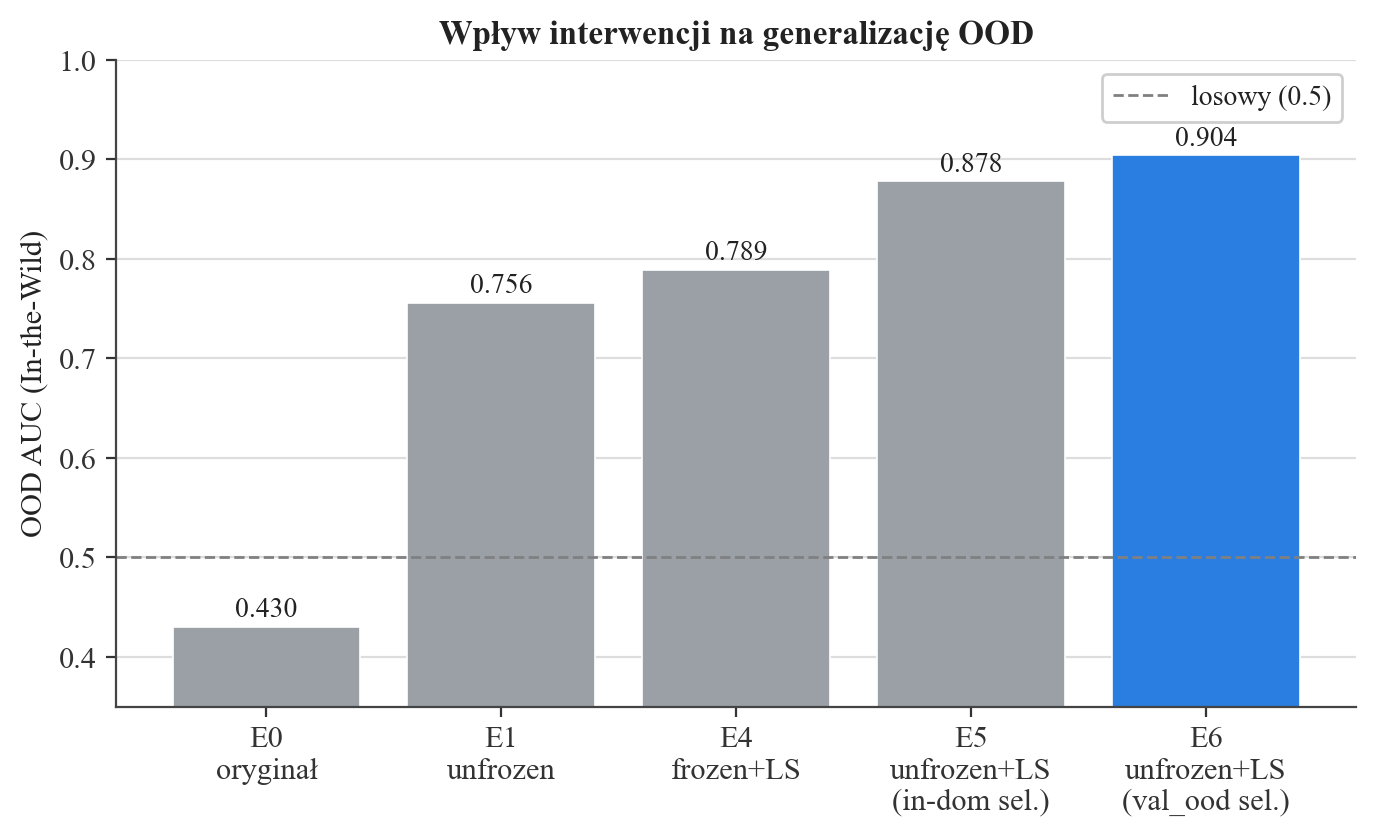 Wpływ interwencji na generalizację OOD
OOD AUC (In-the-Wild)
1.0
0.9
0.8
0.7
0.6
0.5
0.4
losowy (0.5)
0.430
0.756
0.789
0.878
0.904
E0
oryginał
E1
unfrozen
E4
frozen+LS
E5
unfrozen+LS
(in-dom sel.)
E6
unfrozen+LS
(val_ood sel.)